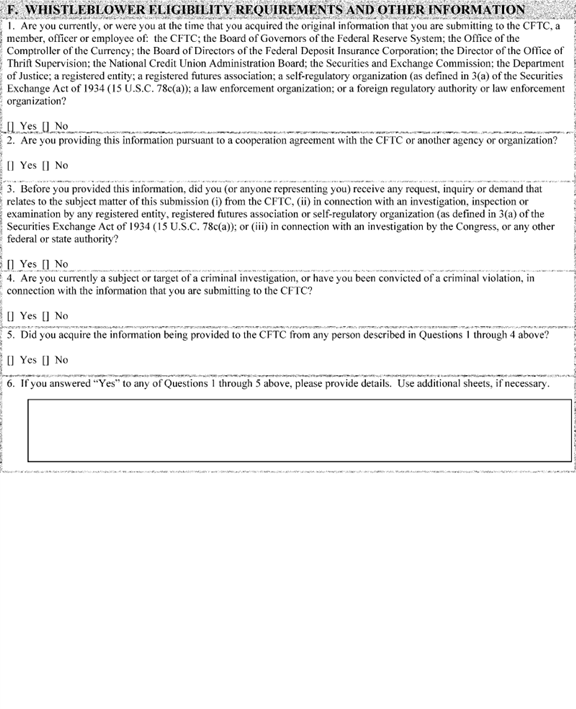 F. WHISTLEBLOWER ELIGIBILITY REQUIREMENTS AND OTHER INFORMATION
1. Are you currently, or were you at the time that you acquired the original information that you are submitting to the CFTC, a
member, officer or employee of: the CFTC; the Board of Governors of the Federal Reserve System; the Office of the
Comptroller of the Currency; the Board of Directors of the Federal Deposit Insurance Corporation; the Director of the Office of
Thrift Supervision; the National Credit Union Administration Board; the Securities and Exchange Commission; the Department
of Justice; a registered entity; a registered futures association; a self-regulatory organization (as defined in 3(a) of the Securities
Exchange Act of 1934 (15 U.S.C. 78c(a)); a law enforcement organization; or a foreign regulatory authority or law enforcement
organization?
[] Yes [] No
2. Are you providing this information pursuant to a cooperation agreement with the CFTC or another agency or organization?
[] Yes [] No
3. Before you provided this information, did you (or anyone representing you) receive any request, inquiry or demand that
relates to the subject matter of this submission (i) from the CFTC, (ii) in connection with an investigation, inspection or
examination by any registered entity, registered futures association or self-regulatory organization (as defined in 3(a) of the
Securities Exchange Act of 1934 (15 U.S.C. 78c(a)); or (iii) in connection with an investigation by the Congress, or any other
federal or state authority?
[] Yes [] No
4. Are you currently a subject or target of a criminal investigation, or have you been convicted of a criminal violation, in
connection with the information that you are submitting to the CFTC?
[] Yes [] No
5. Did you acquire the information being provided to the CFTC from any person described in Questions 1 through 4 above?
[] Yes [] No
6. If you answered “Yes” to any of Questions 1 through 5 above, please provide details. Use additional sheets, if necessary.